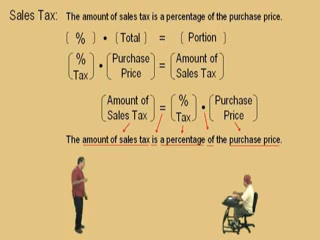 Sales Tax: The amount of sales tax is a percentage of the purchase price.
( % ) • ( Total ) = ( Portion )
( % Tax ) • ( Purchase Price ) = ( Amount of Sales Tax )
( Amount of Sales Tax ) = ( % Tax ) • ( Purchase Price )
The amount of sales tax is a percentage of the purchase price.